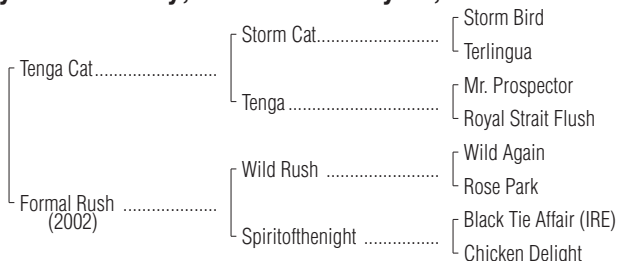 Storm Bird
Storm Cat..............................
Terlingua
Tenga Cat..............................
Mr. Prospector
Tenga.....................................
Royal Strait Flush
Wild Again
Wild Rush ............................
Rose Park
Formal Rush .......................
(2002)
Black Tie Affair (IRE)
Spiritofthenight ...................
Chicken Delight